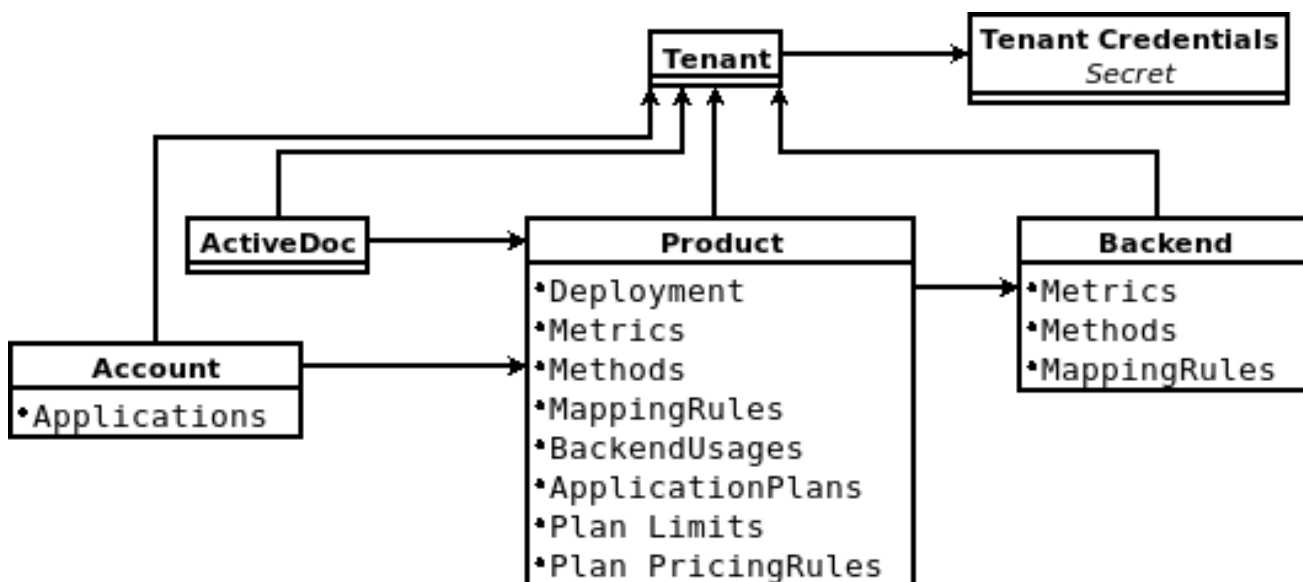 Tenant
Tenant Credentials
Secret
ActiveDoc
Product
•Deployment
•Metrics
•Methods
•MappingRules
•BackendUsages
•ApplicationPlans
•Plan Limits
•Plan PricingRules
Backend
•Metrics
•Methods
•MappingRules
Account
•Applications